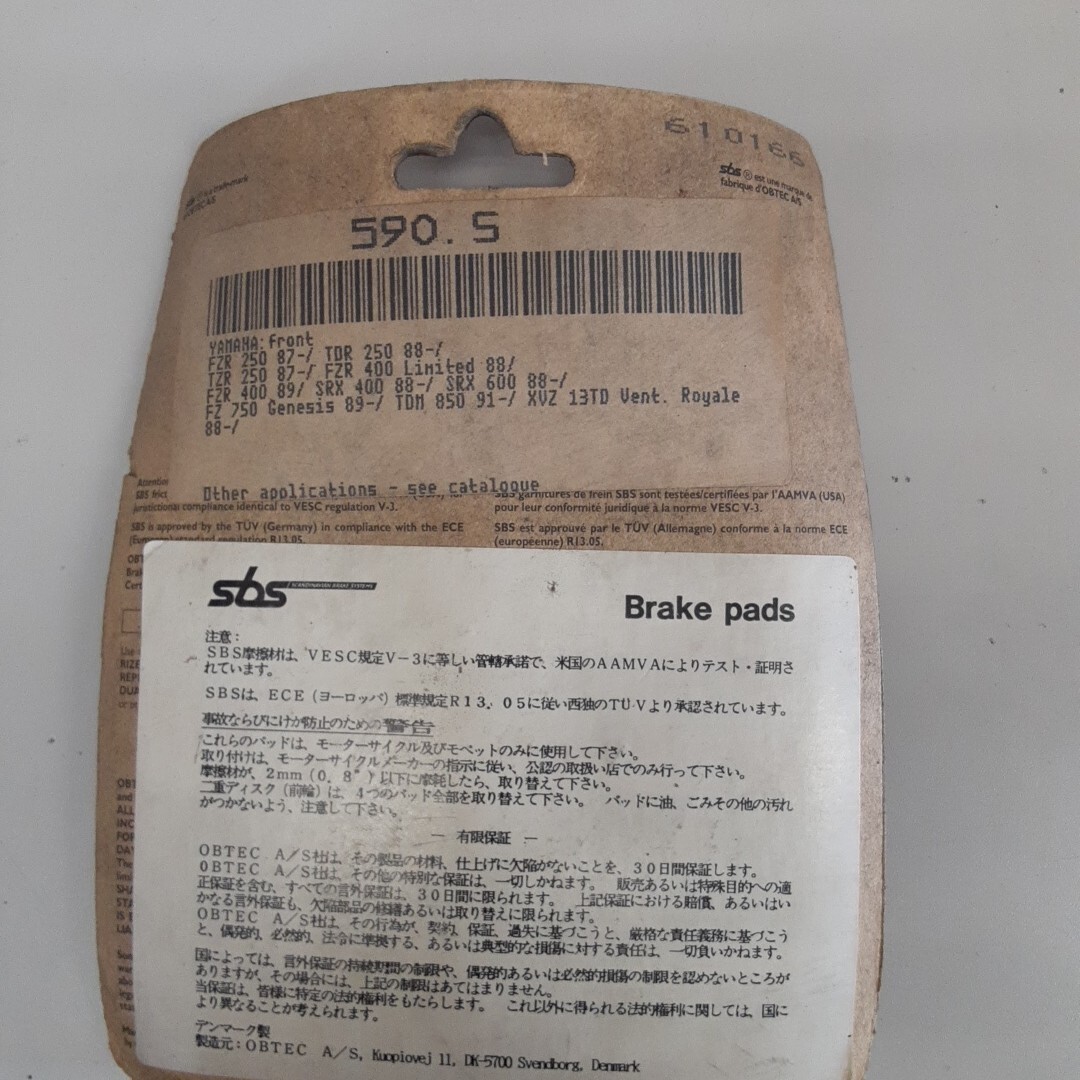 610166
sbs ® est une marque de
fabrique d'OBTEC A/S
trade-mark
590.S
YAMAHA: front
FZR 250 87-/ TDR 250 88-/
TZR 250 87-/ FZR 400 Limited 88/
FZR 400 89/ SRX 400 88-/ SRX 600 88-/
FZ 750 Genesis 89-/ TDM 850 91-/ XVZ 13TD Vent. Royale
88-/
Other applications - see catalogue
Attention
SBS frict
jurisdictional compliance identical to VESC regulation V-3.
SBS is approved by the TÜV (Germany) in compliance with the ECE
(European) standard regulation R13.05.
SBS garnitures de frein SBS sont testées/certifiées par l'AAMVA (USA)
pour leur conformité juridique à la norme VESC V-3.
SBS est approuvé par le TÜV (Allemagne) conforme à la norme ECE
(européenne) R13.05.
sbs SCANDINAVIAN BRAKE SYSTEMS
Brake pads
注意：
SBS摩擦材は、VESC規定V-3に等しい管轄承諾で、米国のAAMVAによりテスト・証明さ
れています。
SBSは、ECE（ヨーロッパ）標準規定R13.05に従い西独のTUVより承認されています。
事故ならびにけが防止のための警告
これらのパッドは、モーターサイクル及びモペットのみに使用して下さい。
取り付けは、モーターサイクルメーカーの指示に従い、公認の取扱い店でのみ行って下さい。
摩擦材が、2mm（0.8"）以下に摩耗したら、取り替えて下さい。
二重ディスク（前輪）は、4つのパッド全部を取り替えて下さい。 パッドに油、ごみその他の汚れ
がつかないよう、注意して下さい。
― 有限保証 ―
OBTEC A/S社は、その製品の材料、仕上げに欠陥がないことを、30日間保証します。
OBTEC A/S社は、その他の特別な保証は、一切しかねます。 販売あるいは特殊目的への適
正保証を含む、すべての言外保証は、30日間に限られます。 上記保証における賠償、あるいはい
かなる言外保証も、欠陥部品の修繕あるいは取り替えに限ります。
OBTEC A/S社は、その行為が、契約、保証、過失に基づこうと、厳格な責任義務に基づこう
と、偶発的、必然的、法令に準拠する、あるいは典型的な損傷に対する責任は、一切負いかねます。
国によっては、言外保証の持続期間の制限や、偶発的あるいは必然的損傷の制限を認めないところが
ありますが、その場合には、上記の制限はあてはまりません。
当保証は、皆様に特定の法的権利をもたらします。 これ以外に得られる法的権利に関しては、国に
より異なることが考えられます。
デンマーク製
製造元：OBTEC A/S, Kuopiovej 11, DK-5700 Svendborg, Denmark